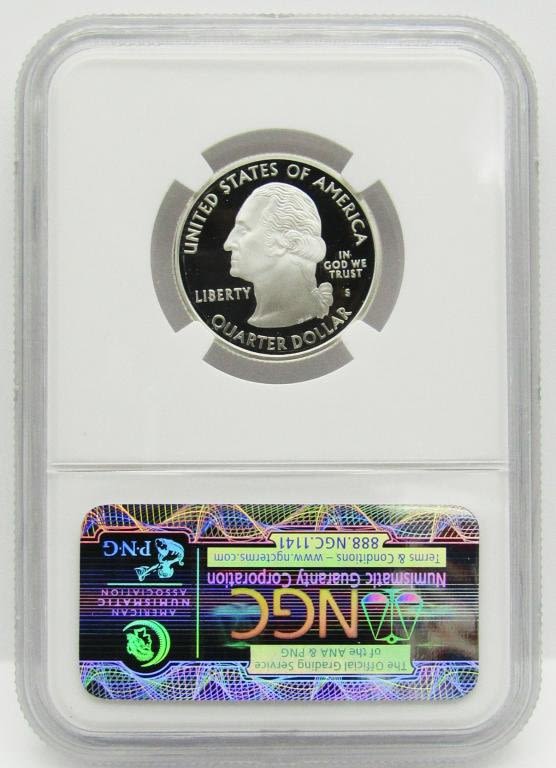 UNITED STATES OF AMERICA
LIBERTY
IN
GOD WE
TRUST
S
QUARTER DOLLAR
888.NGC.1141
Terms & Conditions – www.ngcterms.com
Numismatic Guaranty Corporation
NGC
The Official Grading Service
of the ANA & PNG
PNG
AMERICAN
NUMISMATIC
ASSOCIATION